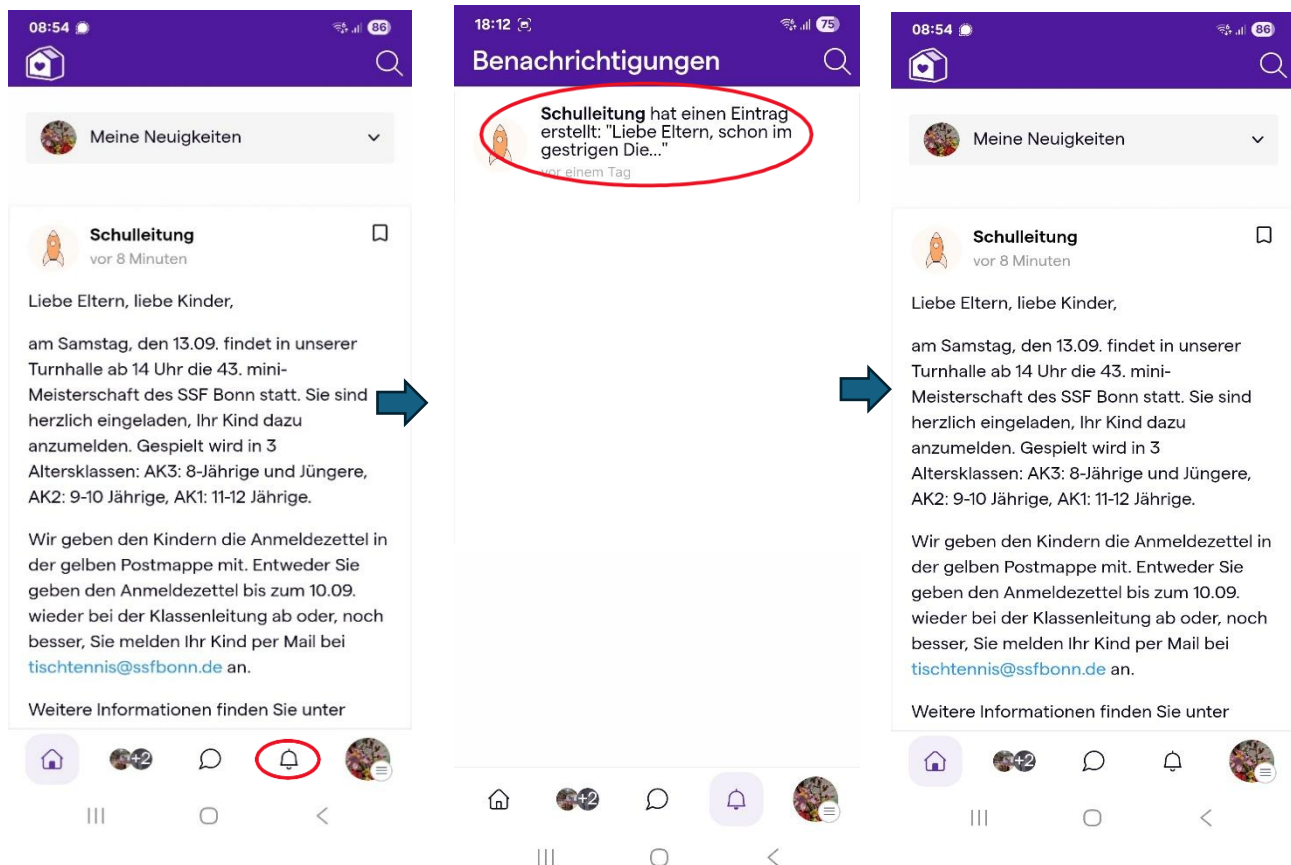 08:54
86
Meine Neuigkeiten
Schulleitung
vor 8 Minuten
Liebe Eltern, liebe Kinder,
am Samstag, den 13.09. findet in unserer
Turnhalle ab 14 Uhr die 43. mini-
Meisterschaft des SSF Bonn statt. Sie sind
herzlich eingeladen, Ihr Kind dazu
anzumelden. Gespielt wird in 3
Altersklassen: AK3: 8-Jährige und Jüngere,
AK2: 9-10 Jährige, AK1: 11-12 Jährige.
Wir geben den Kindern die Anmeldezettel in
der gelben Postmappe mit. Entweder Sie
geben den Anmeldezettel bis zum 10.09.
wieder bei der Klassenleitung ab oder, noch
besser, Sie melden Ihr Kind per Mail bei
tischtennis@ssfbonn.de an.
Weitere Informationen finden Sie unter
+2
18:12
75
Benachrichtigungen
Schulleitung hat einen Eintrag
erstellt: "Liebe Eltern, schon im
gestrigen Die..."
vor einem Tag
+2
08:54
86
Meine Neuigkeiten
Schulleitung
vor 8 Minuten
Liebe Eltern, liebe Kinder,
am Samstag, den 13.09. findet in unserer
Turnhalle ab 14 Uhr die 43. mini-
Meisterschaft des SSF Bonn statt. Sie sind
herzlich eingeladen, Ihr Kind dazu
anzumelden. Gespielt wird in 3
Altersklassen: AK3: 8-Jährige und Jüngere,
AK2: 9-10 Jährige, AK1: 11-12 Jährige.
Wir geben den Kindern die Anmeldezettel in
der gelben Postmappe mit. Entweder Sie
geben den Anmeldezettel bis zum 10.09.
wieder bei der Klassenleitung ab oder, noch
besser, Sie melden Ihr Kind per Mail bei
tischtennis@ssfbonn.de an.
Weitere Informationen finden Sie unter
+2